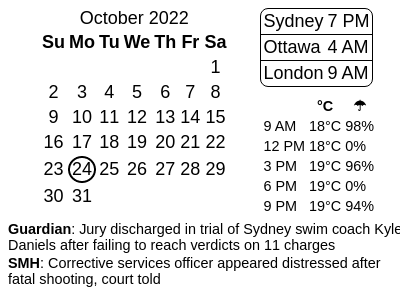 October 2022
Su Mo Tu We Th Fr Sa
1
2 3 4 5 6 7 8
9 10 11 12 13 14 15
16 17 18 19 20 21 22
23 24 25 26 27 28 29
30 31
Sydney 7 PM
Ottawa 4 AM
London 9 AM
°C ☂
9 AM 18°C 98%
12 PM 18°C 0%
3 PM 19°C 96%
6 PM 19°C 0%
9 PM 19°C 94%
Guardian: Jury discharged in trial of Sydney swim coach Kyle
Daniels after failing to reach verdicts on 11 charges
SMH: Corrective services officer appeared distressed after
fatal shooting, court told